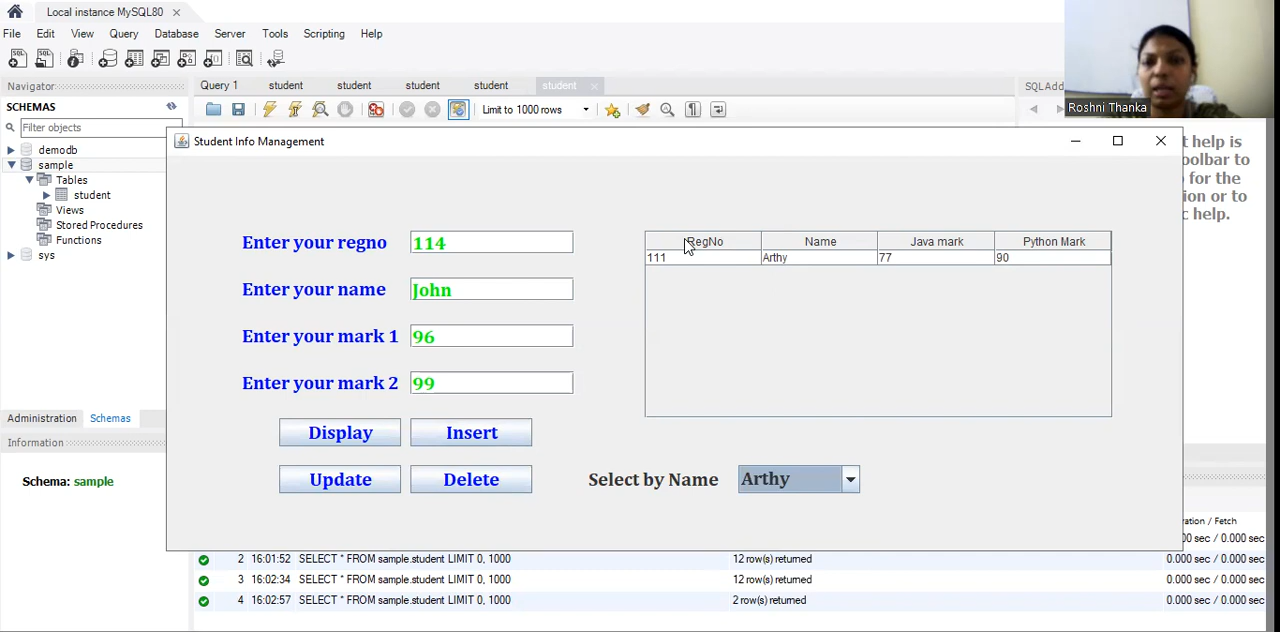 Local instance MySQL80
File Edit View Query Database Server Tools Scripting Help
Navigator
Query 1 student student student student student
SQLAdd
SCHEMAS
Limit to 1000 rows
Roshni Thanka
Filter objects
demodb
sample
Tables
student
Views
Stored Procedures
Functions
sys
Student Info Management
t help is
oolbar to
p for the
ion or to
c help.
Enter your regno 114
Enter your name John
Enter your mark 1 96
Enter your mark 2 99
Display Insert
Update Delete
RegNo Name Java mark Python Mark
111 Arthy 77 90
Select by Name Arthy
Administration Schemas
Information
Schema: sample
ration / Fetch
00 sec / 0.000 sec
2 16:01:52 SELECT * FROM sample.student LIMIT 0, 1000 12 row(s) returned 0.000 sec / 0.000 sec
3 16:02:34 SELECT * FROM sample.student LIMIT 0, 1000 12 row(s) returned 0.000 sec / 0.000 sec
4 16:02:57 SELECT * FROM sample.student LIMIT 0, 1000 2 row(s) returned 0.000 sec / 0.000 sec